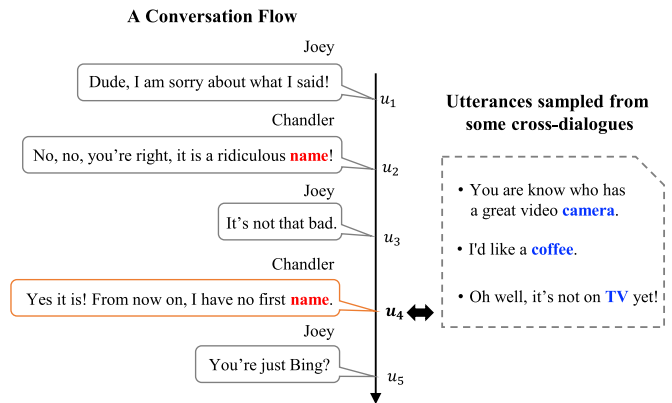 A Conversation Flow
Joey
Dude, I am sorry about what I said!
u1
Chandler
No, no, you're right, it is a ridiculous name!
u2
Joey
It's not that bad.
u3
Chandler
Yes it is! From now on, I have no first name.
u4
Joey
You're just Bing?
u5
Utterances sampled from
some cross-dialogues
• You are know who has
a great video camera.
• I'd like a coffee.
• Oh well, it's not on TV yet!